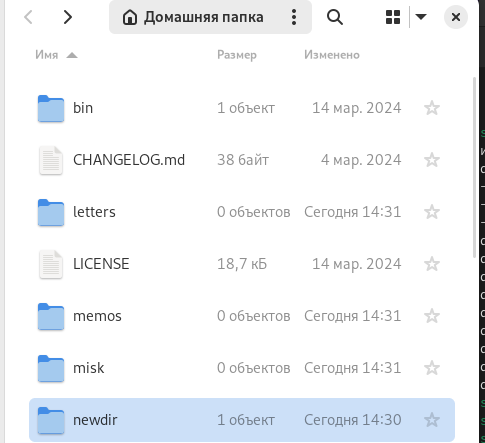 Домашняя папка
Имя Размер Изменено
bin 1 объект 14 мар. 2024
CHANGELOG.md 38 байт 4 мар. 2024
letters 0 объектов Сегодня 14:31
LICENSE 18,7 кБ 14 мар. 2024
memos 0 объектов Сегодня 14:31
misk 0 объектов Сегодня 14:31
newdir 1 объект Сегодня 14:30